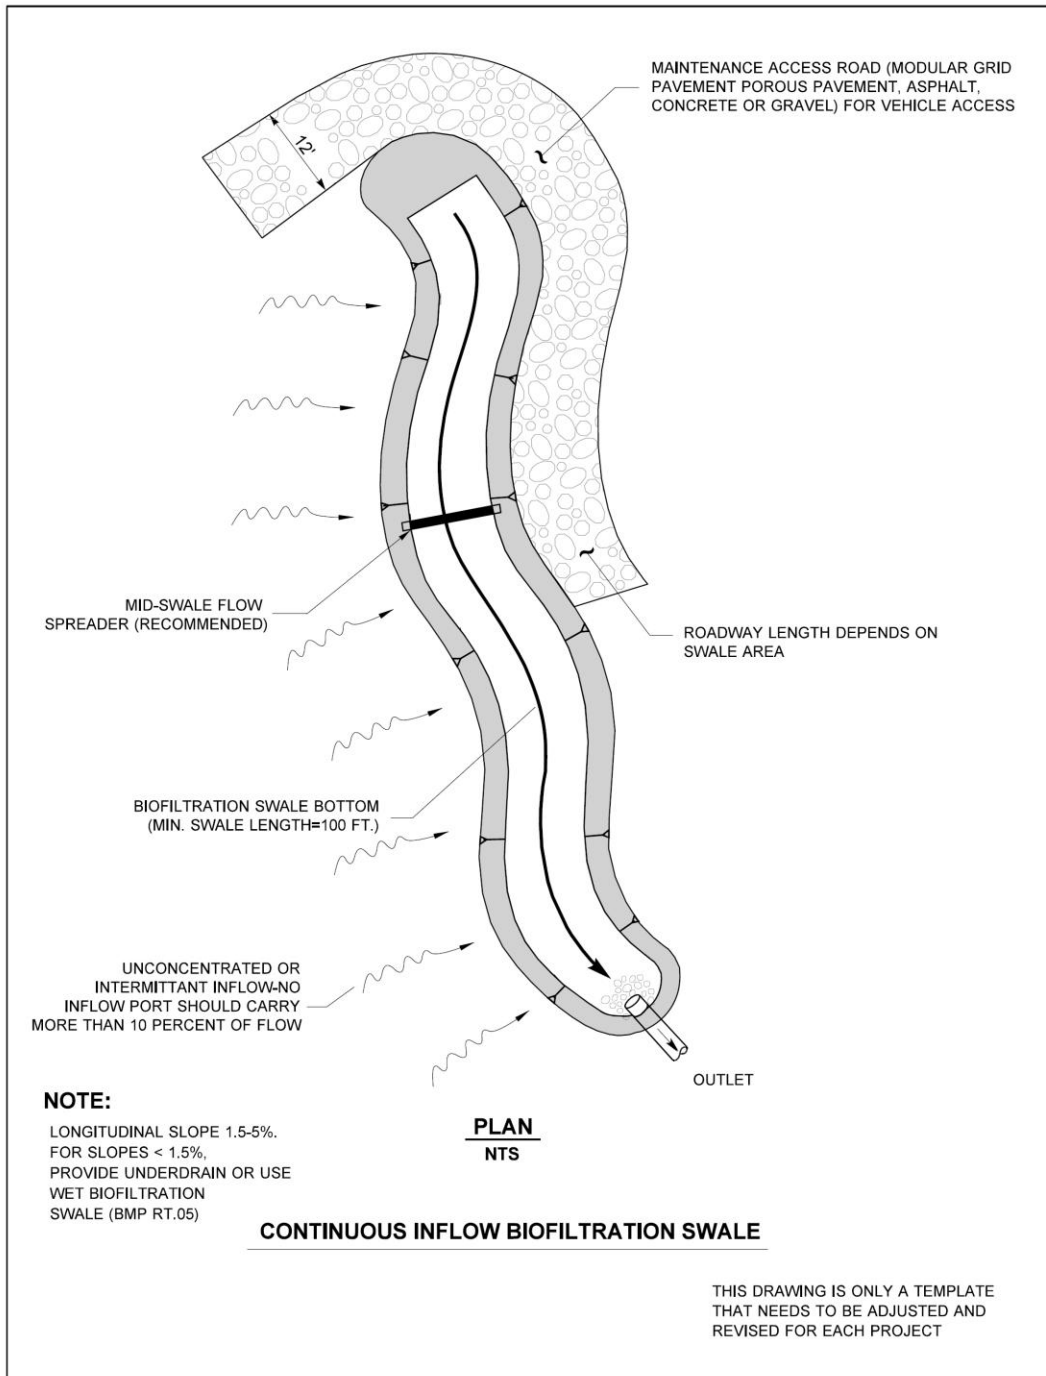 MAINTENANCE ACCESS ROAD (MODULAR GRID
PAVEMENT POROUS PAVEMENT, ASPHALT,
CONCRETE OR GRAVEL) FOR VEHICLE ACCESS
12'
MID-SWALE FLOW
SPREADER (RECOMMENDED)
ROADWAY LENGTH DEPENDS ON
SWALE AREA
BIOFILTRATION SWALE BOTTOM
(MIN. SWALE LENGTH=100 FT.)
UNCONCENTRATED OR
INTERMITTANT INFLOW-NO
INFLOW PORT SHOULD CARRY
MORE THAN 10 PERCENT OF FLOW
OUTLET
NOTE:
LONGITUDINAL SLOPE 1.5-5%.
FOR SLOPES < 1.5%,
PROVIDE UNDERDRAIN OR USE
WET BIOFILTRATION
SWALE (BMP RT.05)
PLAN
NTS
CONTINUOUS INFLOW BIOFILTRATION SWALE
THIS DRAWING IS ONLY A TEMPLATE
THAT NEEDS TO BE ADJUSTED AND
REVISED FOR EACH PROJECT